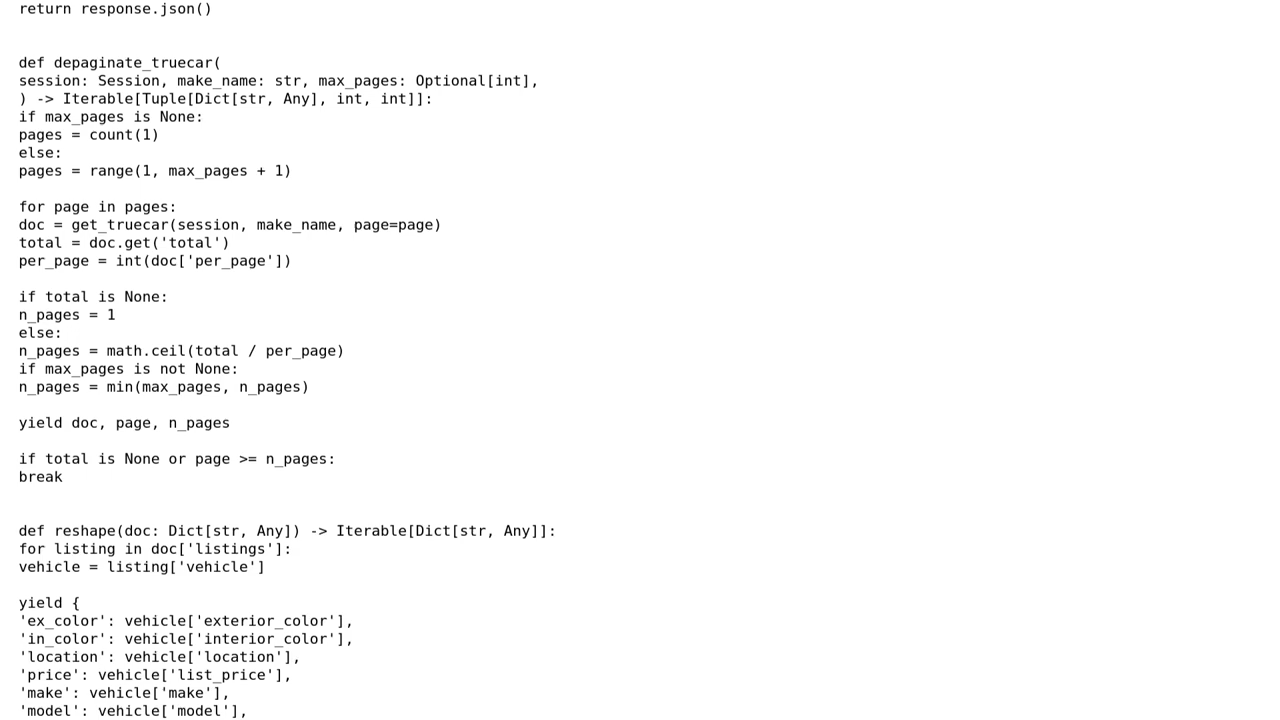 return response.json()
def depaginate_truecar(
session: Session, make_name: str, max_pages: Optional[int],
) -> Iterable[Tuple[Dict[str, Any], int, int]]:
if max_pages is None:
pages = count(1)
else:
pages = range(1, max_pages + 1)
for page in pages:
doc = get_truecar(session, make_name, page=page)
total = doc.get('total')
per_page = int(doc['per_page'])
if total is None:
n_pages = 1
else:
n_pages = math.ceil(total / per_page)
if max_pages is not None:
n_pages = min(max_pages, n_pages)
yield doc, page, n_pages
if total is None or page >= n_pages:
break
def reshape(doc: Dict[str, Any]) -> Iterable[Dict[str, Any]]:
for listing in doc['listings']:
vehicle = listing['vehicle']
yield {
'ex_color': vehicle['exterior_color'],
'in_color': vehicle['interior_color'],
'location': vehicle['location'],
'price': vehicle['list_price'],
'make': vehicle['make'],
'model': vehicle['model'],